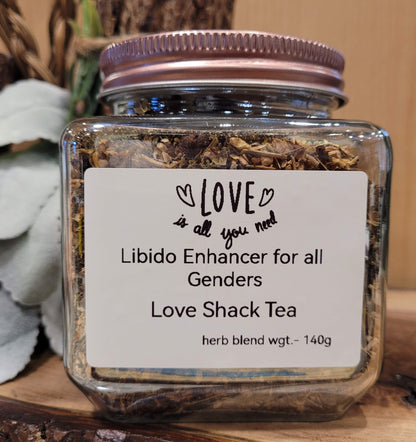 LOVE
is all you need
Libido Enhancer for all
Genders
Love Shack Tea
herb blend wgt.- 140g